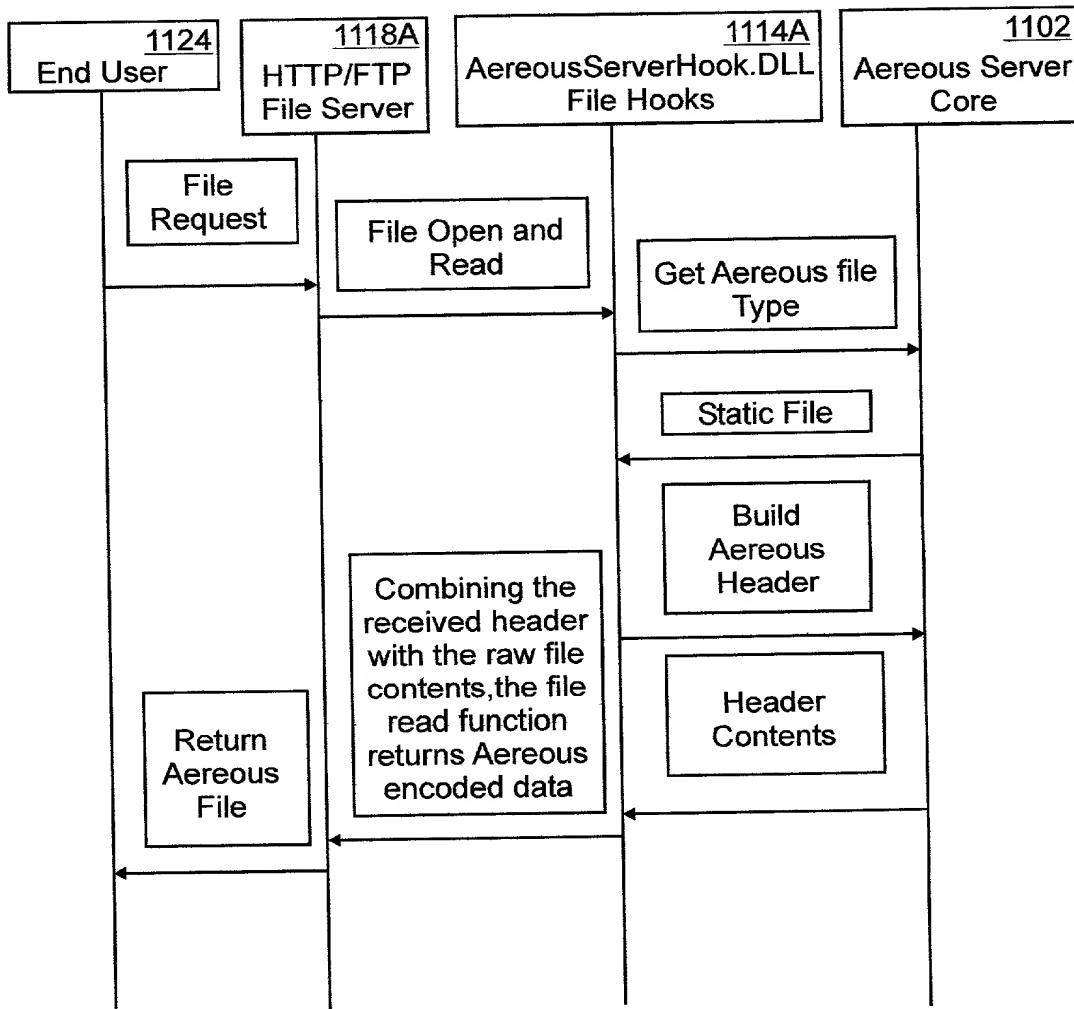 1124
End User
1118A
HTTP/FTP
File Server
1114A
AereousServerHook.DLL
File Hooks
1102
Aereous Server
Core
File
Request
File Open and
Read
Get Aereous file
Type
Static File
Build
Aereous
Header
Combining the
received header
with the raw file
contents,the file
read function
returns Aereous
encoded data
Header
Contents
Return
Aereous
File